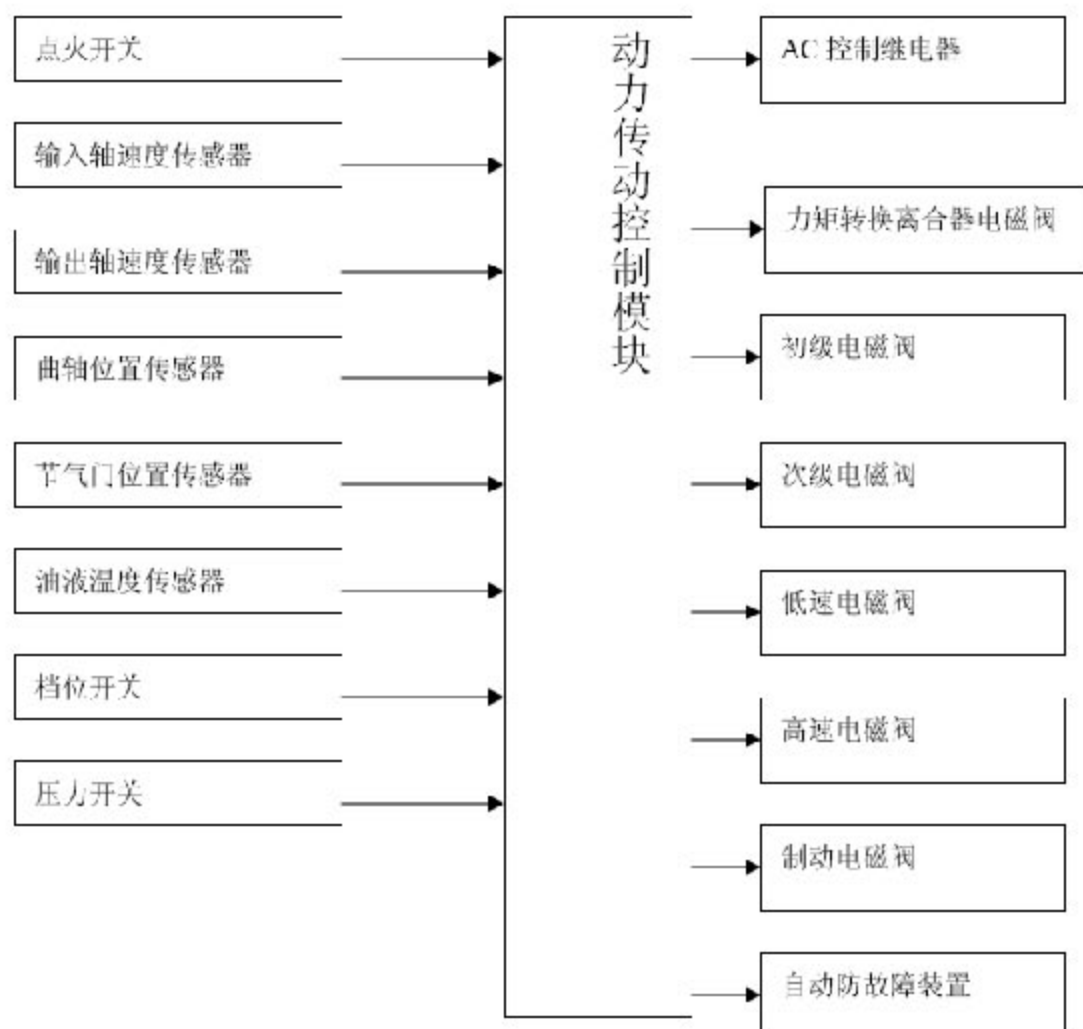 点火开关
输入轴速度传感器
输出轴速度传感器
曲轴位置传感器
节气门位置传感器
油液温度传感器
档位开关
压力开关
动力传动控制模块
AC 控制继电器
力矩转换离合器电磁阀
初级电磁阀
次级电磁阀
低速电磁阀
高速电磁阀
制动电磁阀
自动防故障装置